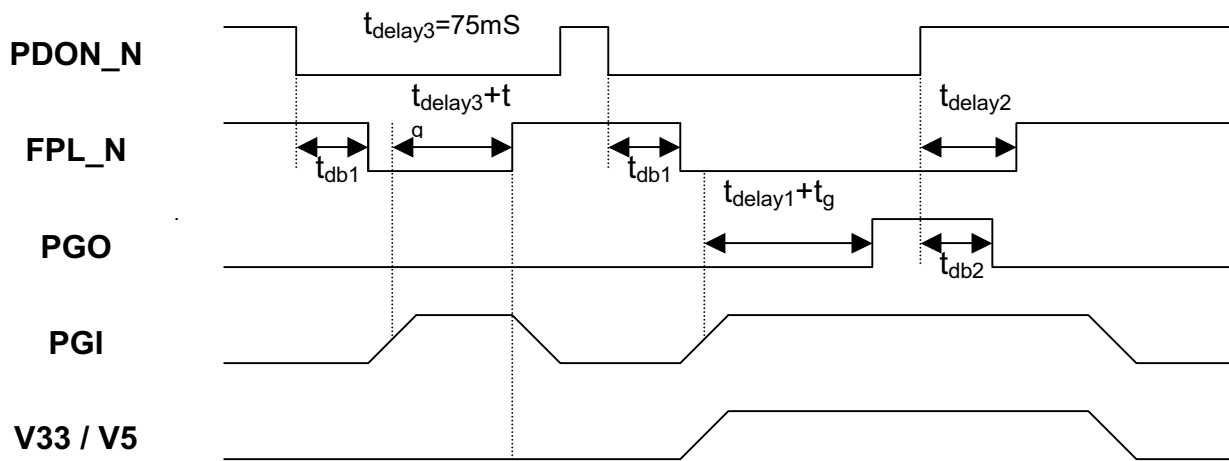 t_delay3=75mS
PDON_N
t_delay3+t
g
t_delay2
FPL_N
t_db1
t_db1
t_delay1+t_g
PGO
t_db2
PGI
V33 / V5